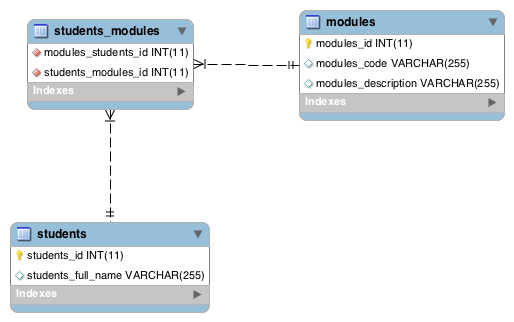 students_modules
modules_students_id INT(11)
students_modules_id INT(11)
Indexes
modules
modules_id INT(11)
modules_code VARCHAR(255)
modules_description VARCHAR(255)
Indexes
students
students_id INT(11)
students_full_name VARCHAR(255)
Indexes